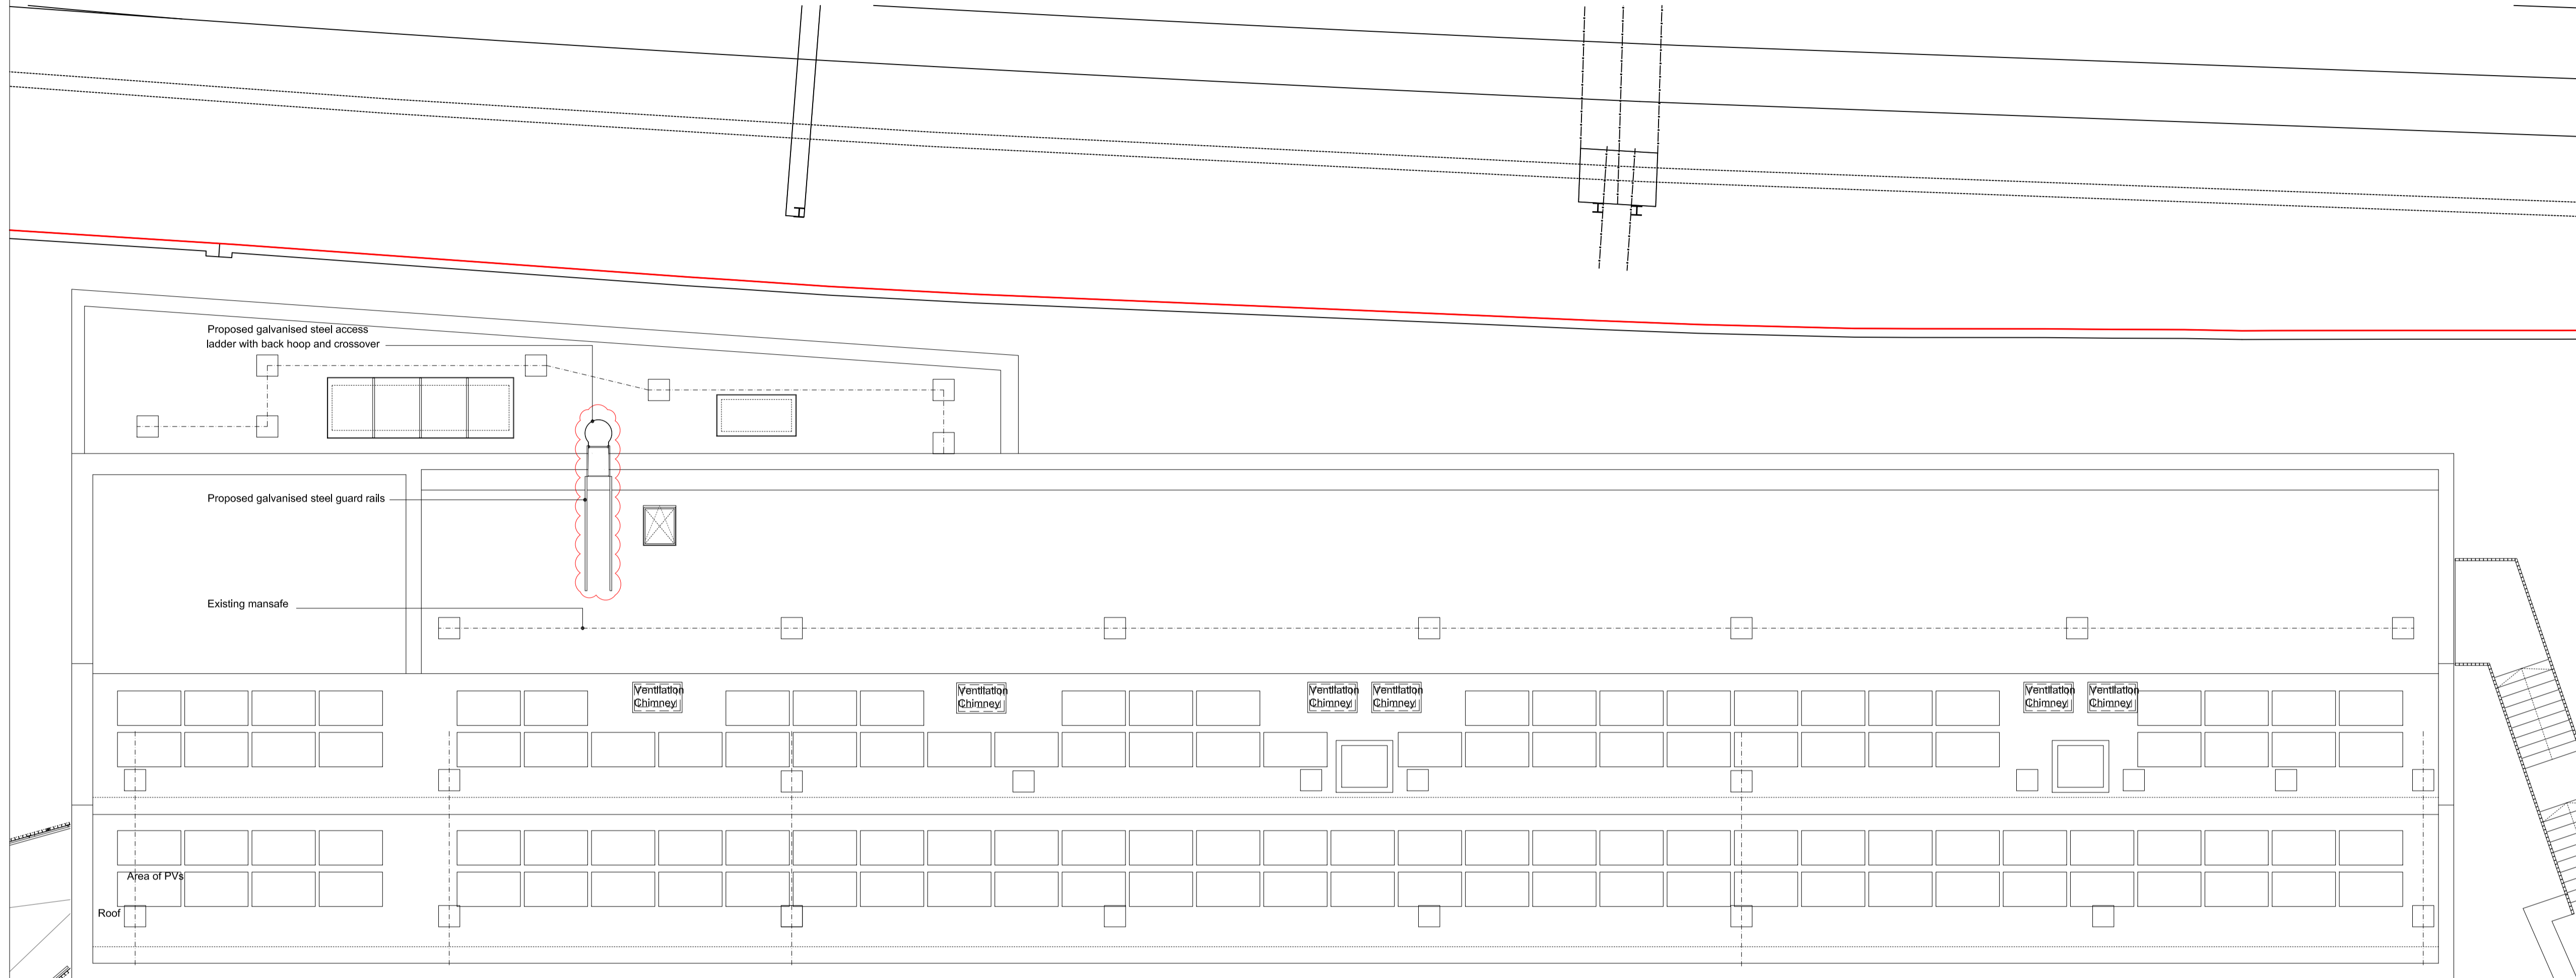 Proposed galvanised steel access
ladder with back hoop and crossover
Proposed galvanised steel guard rails
Existing mansafe
Ventilation
Chimney
Ventilation
Chimney
Ventilation
Chimney
Ventilation
Chimney
Ventilation
Chimney
Ventilation
Chimney
Area of PVs
Roof